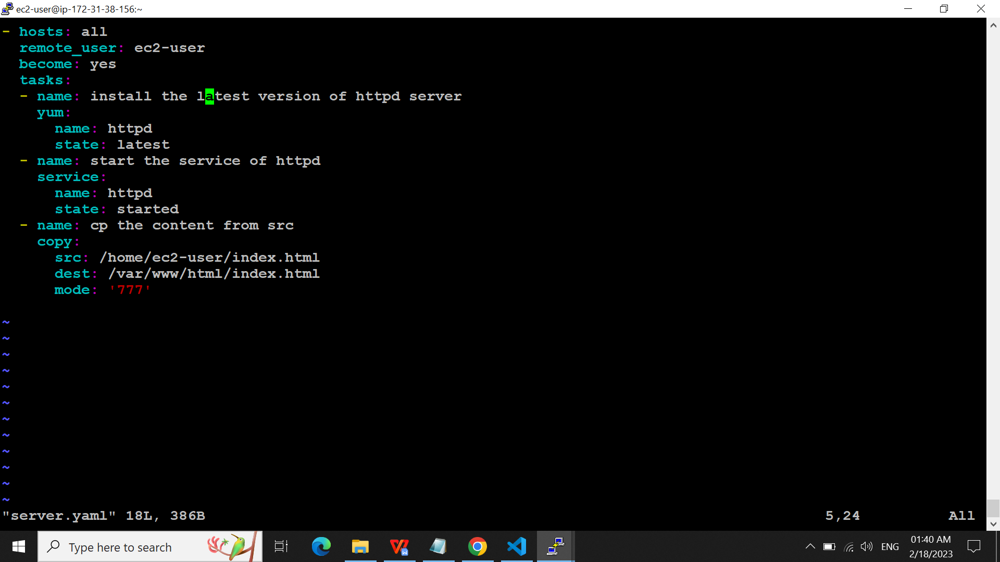 ec2-user@ip-172-31-38-156:~
- hosts: all
  remote_user: ec2-user
  become: yes
  tasks:
  - name: install the latest version of httpd server
    yum:
      name: httpd
      state: latest
  - name: start the service of httpd
    service:
      name: httpd
      state: started
  - name: cp the content from src
    copy:
      src: /home/ec2-user/index.html
      dest: /var/www/html/index.html
      mode: '777'
~
~
~
~
~
~
~
~
~
~
~
~
"server.yaml" 18L, 386B 5,24 All
Type here to search
ENG
01:40 AM
2/18/2023